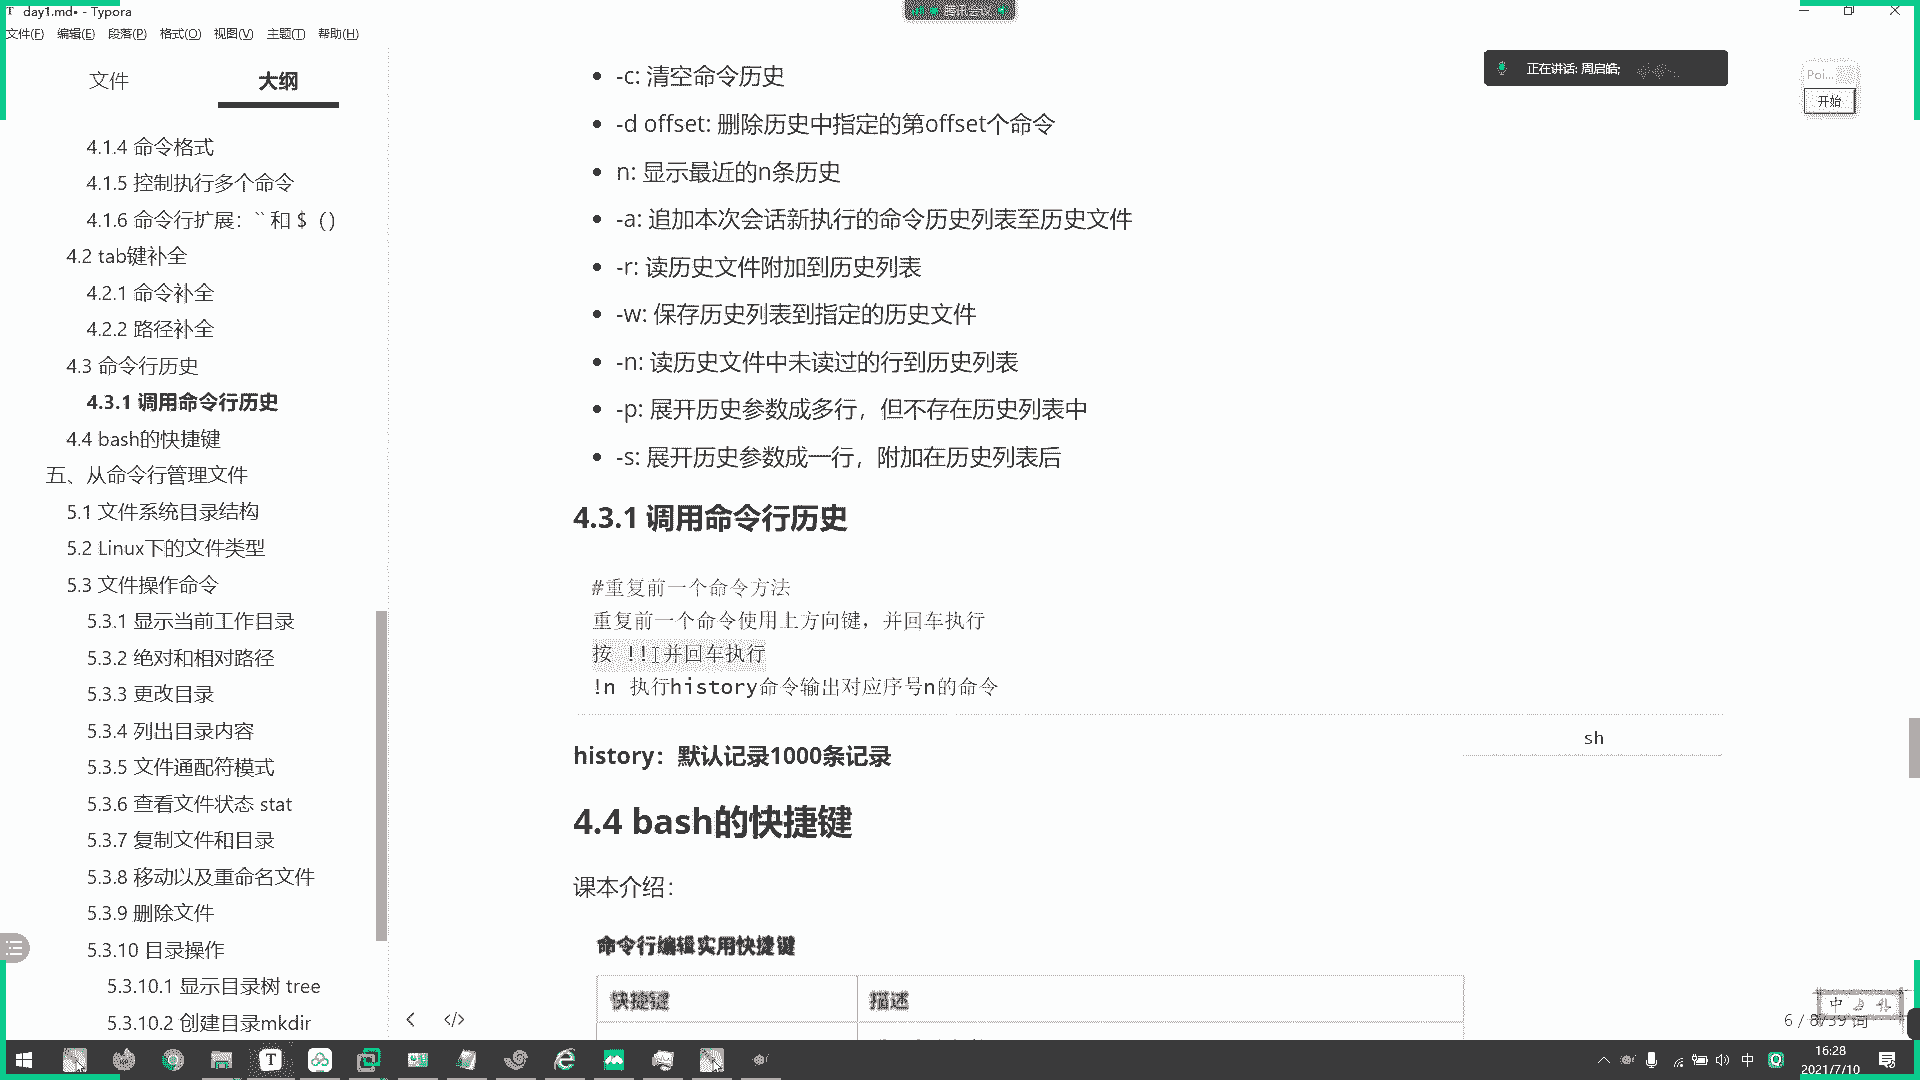 day1.md• - Typora
腾讯会议
文件(F) 编辑(E) 段落(P) 格式(O) 视图(V) 主题(T) 帮助(H)
文件
大纲
4.1.4 命令格式
4.1.5 控制执行多个命令
4.1.6 命令行扩展：`` 和 $（）
4.2 tab键补全
4.2.1 命令补全
4.2.2 路径补全
4.3 命令行历史
4.3.1 调用命令行历史
4.4 bash的快捷键
五、从命令行管理文件
5.1 文件系统目录结构
5.2 Linux下的文件类型
5.3 文件操作命令
5.3.1 显示当前工作目录
5.3.2 绝对和相对路径
5.3.3 更改目录
5.3.4 列出目录内容
5.3.5 文件通配符模式
5.3.6 查看文件状态 stat
5.3.7 复制文件和目录
5.3.8 移动以及重命名文件
5.3.9 删除文件
5.3.10 目录操作
5.3.10.1 显示目录树 tree
5.3.10.2 创建目录mkdir
-c: 清空命令历史
-d offset: 删除历史中指定的第offset个命令
n: 显示最近的n条历史
-a: 追加本次会话新执行的命令历史列表至历史文件
-r: 读历史文件附加到历史列表
-w: 保存历史列表到指定的历史文件
-n: 读历史文件中未读过的行到历史列表
-p: 展开历史参数成多行，但不存在历史列表中
-s: 展开历史参数成一行，附加在历史列表后
4.3.1 调用命令行历史
#重复前一个命令方法
重复前一个命令使用上方向键，并回车执行
按 !! 并回车执行
!n 执行history命令输出对应序号n的命令
sh
history：默认记录1000条记录
4.4 bash的快捷键
课本介绍：
命令行编辑实用快捷键
快捷键
描述
正在讲话: 周启皓;
Poi...
开始
中
中
16:28
2021/7/10